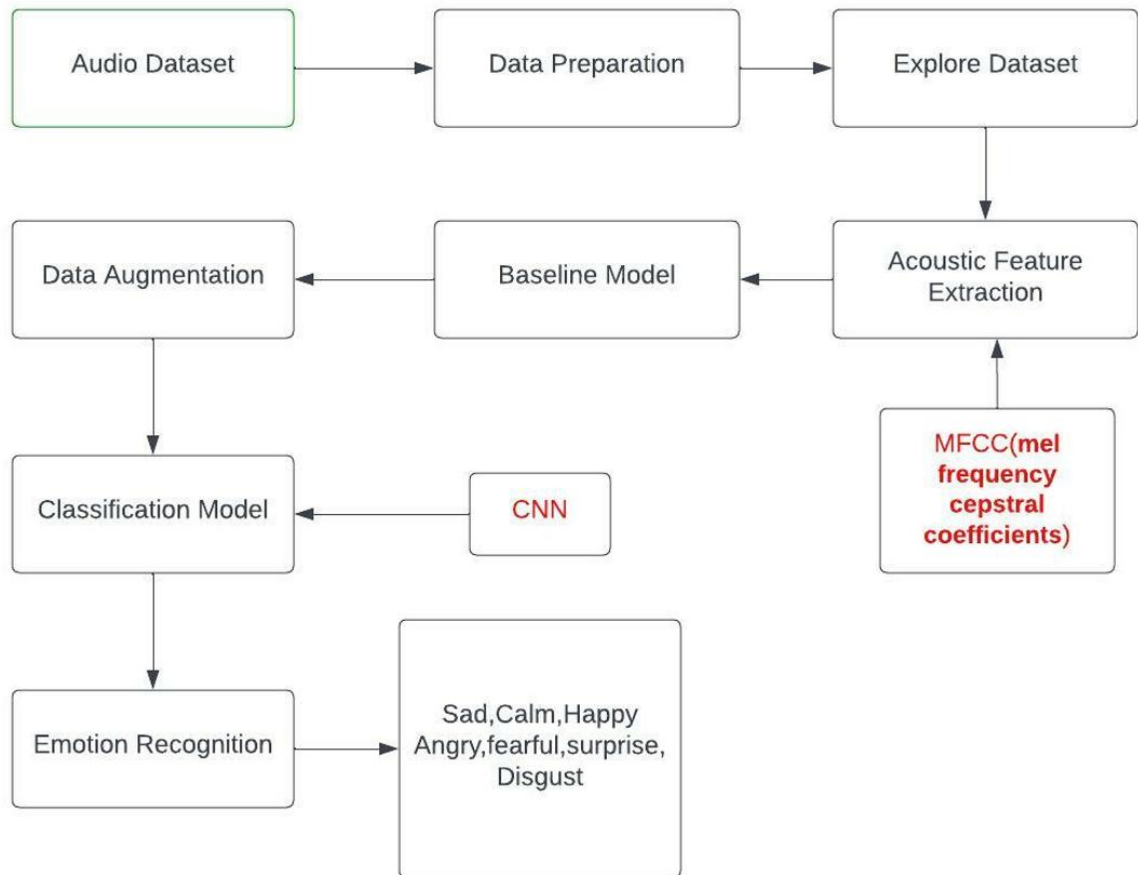 Audio Dataset
Data Preparation
Explore Dataset
Data Augmentation
Baseline Model
Acoustic Feature
Extraction
MFCC(mel
frequency
cepstral
coefficients)
Classification Model
CNN
Emotion Recognition
Sad,Calm,Happy
Angry,fearful,surprise,
Disgust